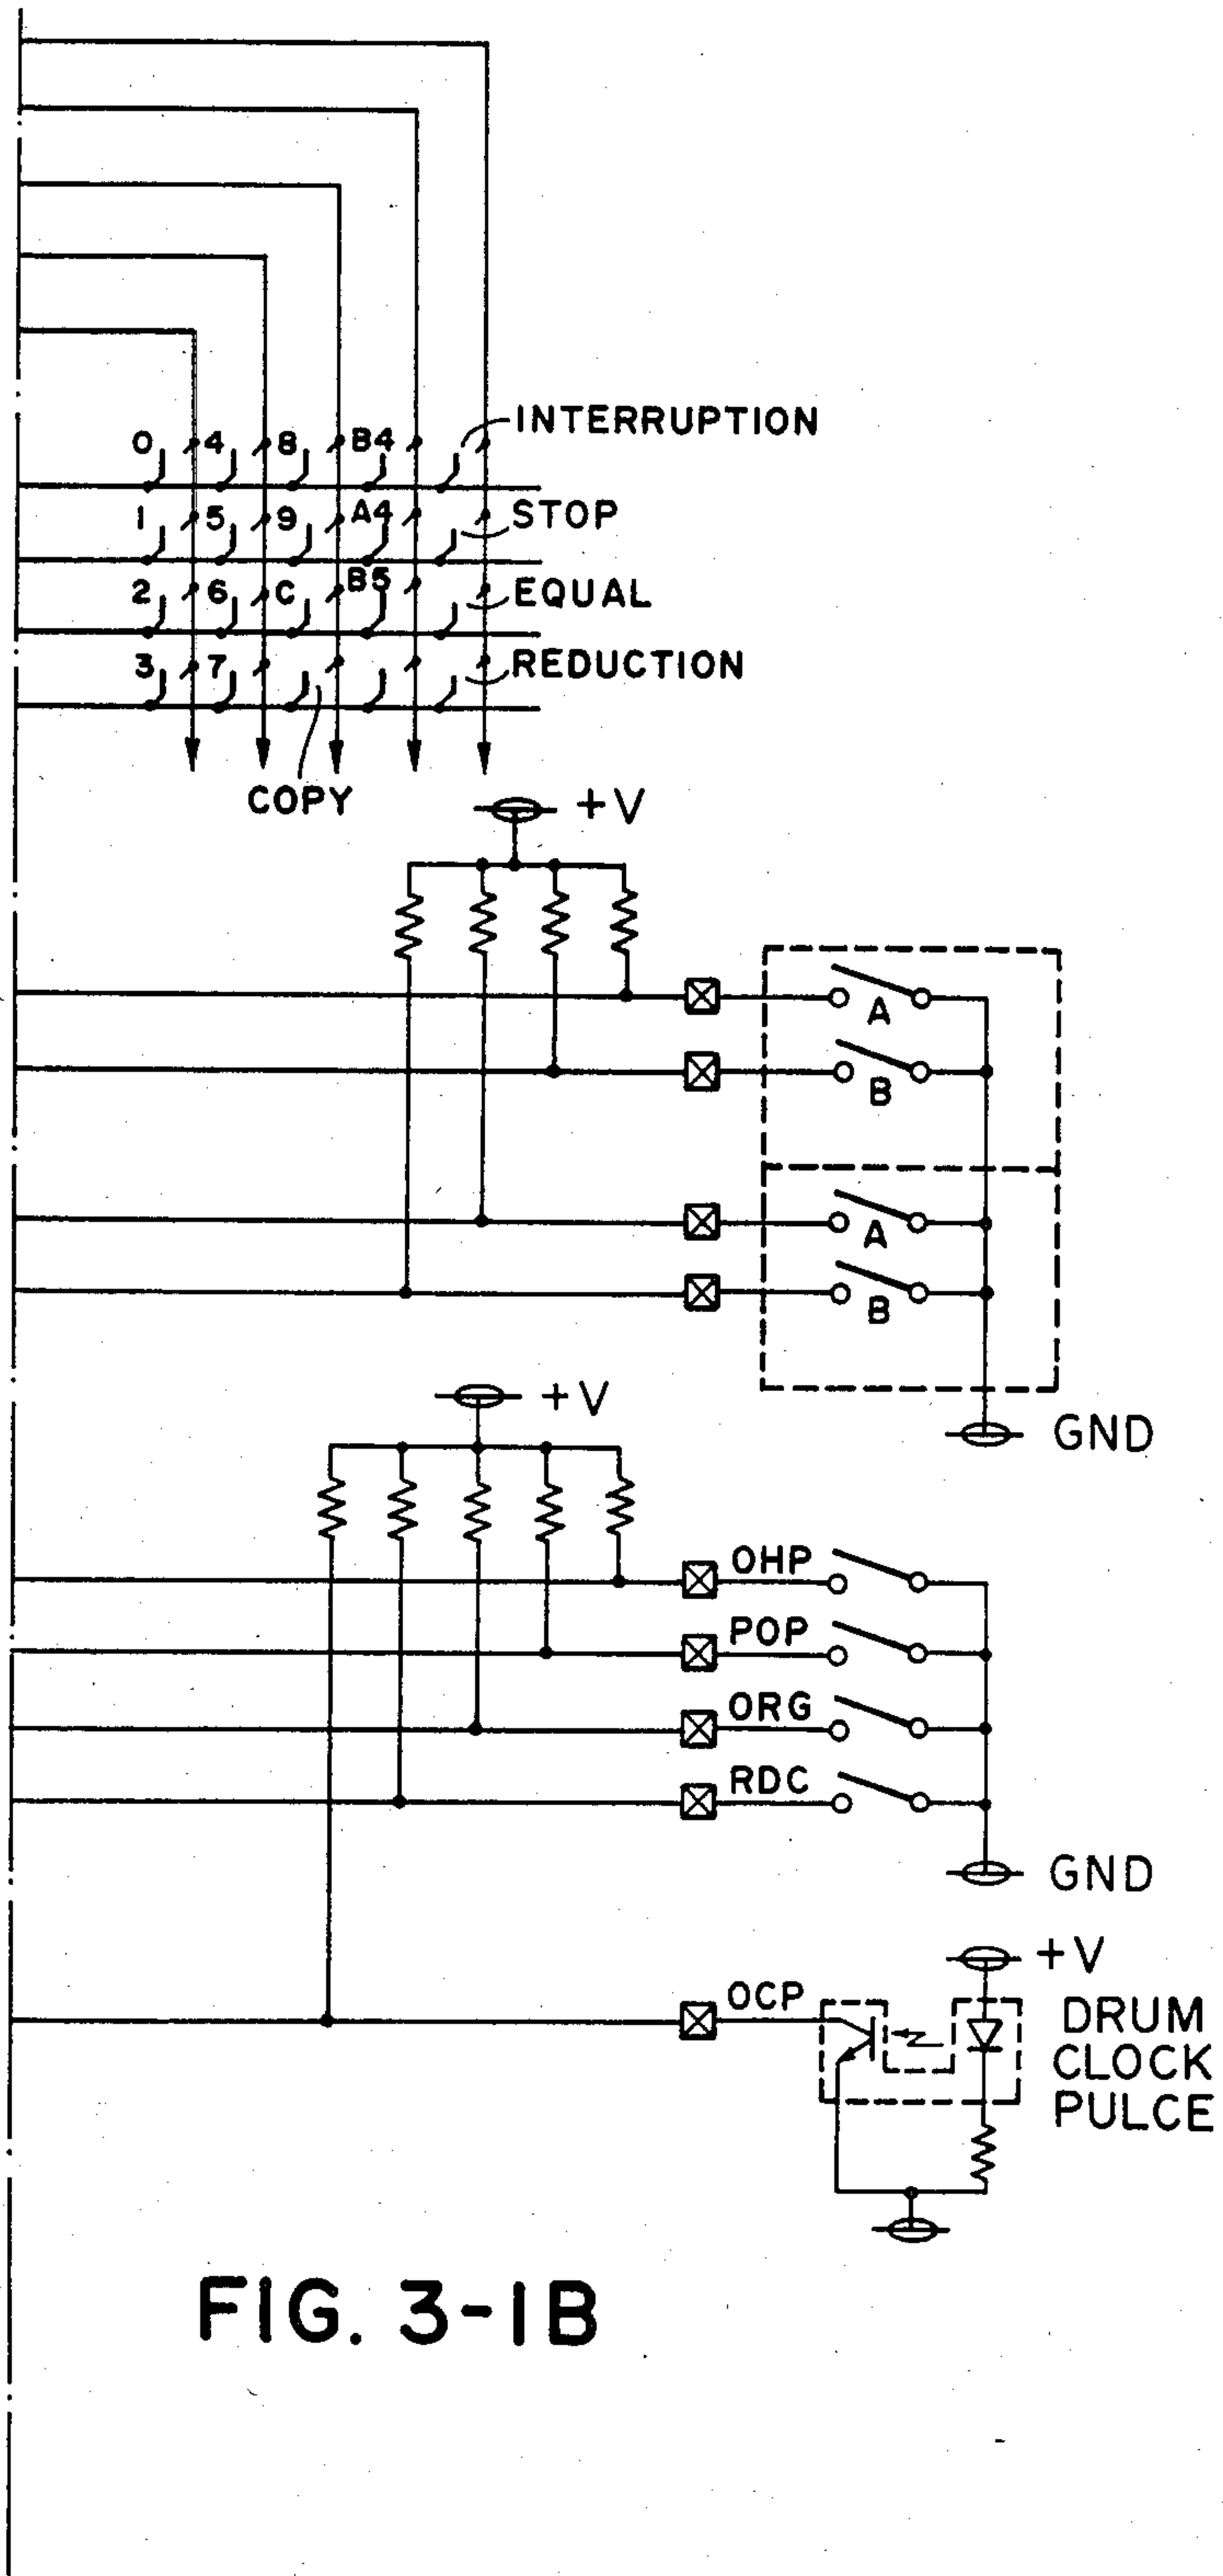 INTERRUPTION
0 4 8 B4
1 5 9 A4 STOP
2 6 C B5 EQUAL
3 7 REDUCTION
COPY
+V
A
B
A
B
+V
GND
OHP
POP
ORG
RDC
GND
+V
OCP
DRUM
CLOCK
PULCE
FIG. 3-1B